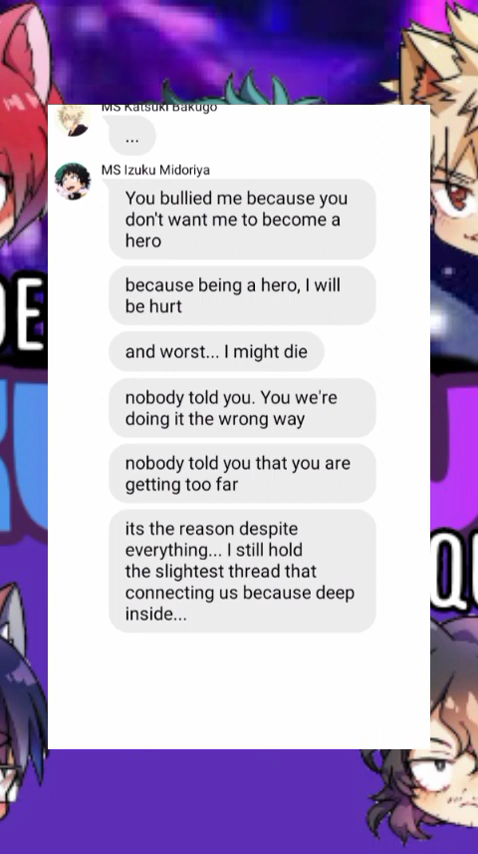 MS Katsuki Bakugo
...
MS Izuku Midoriya
You bullied me because you
don't want me to become a
hero
because being a hero, I will
be hurt
and worst... I might die
nobody told you. You we're
doing it the wrong way
nobody told you that you are
getting too far
its the reason despite
everything... I still hold
the slightest thread that
connecting us because deep
inside...